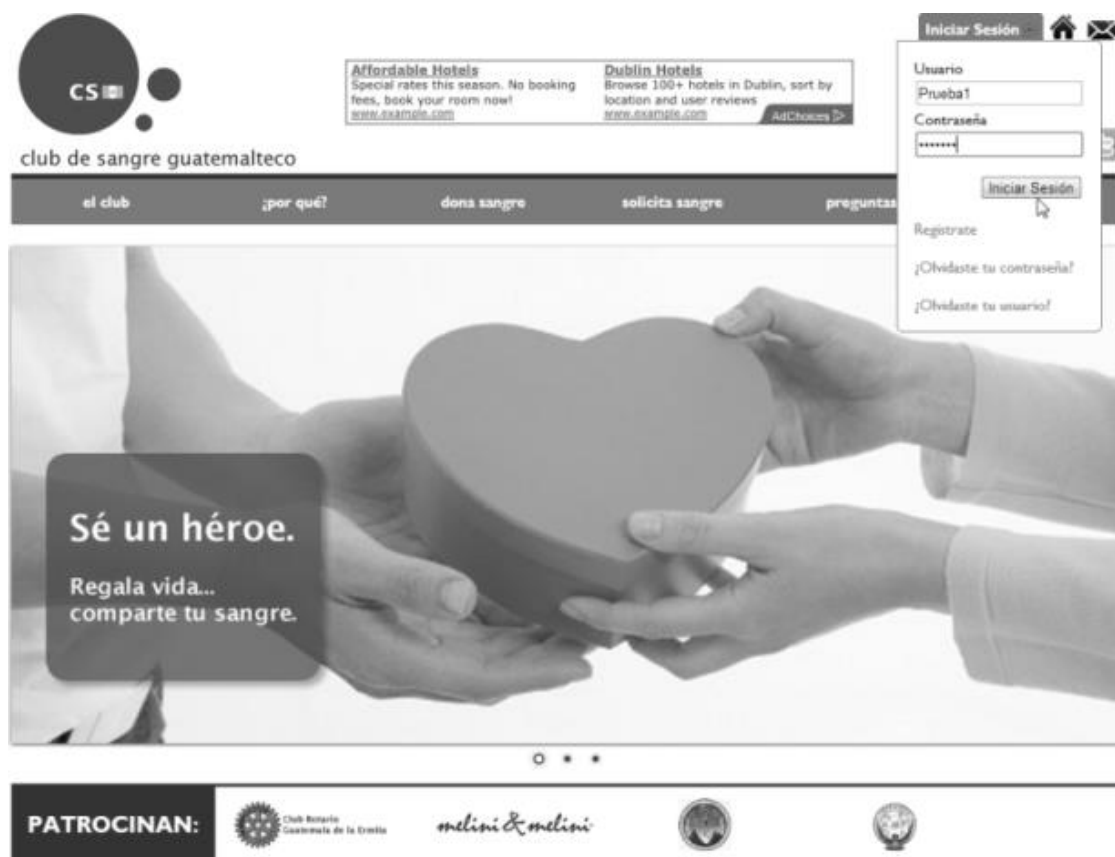 Iniciar Sesión
CS
club de sangre guatemalteco
Affordable Hotels
Special rates this season. No booking
fees, book your room now!
www.example.com
Dublin Hotels
Browse 100+ hotels in Dublin, sort by
location and user reviews
www.example.com
AdChoices
Usuario
Prueba1
Contraseña
•••••••
Iniciar Sesión
Registrate
¿Olvidaste tu contraseña?
¿Olvidaste tu usuario?
el club
¿por qué?
dona sangre
solicita sangre
preguntas
Sé un héroe.
Regala vida...
comparte tu sangre.
PATROCINAN:
Club Rotario
Guatemala de la Ermita
melini & melini